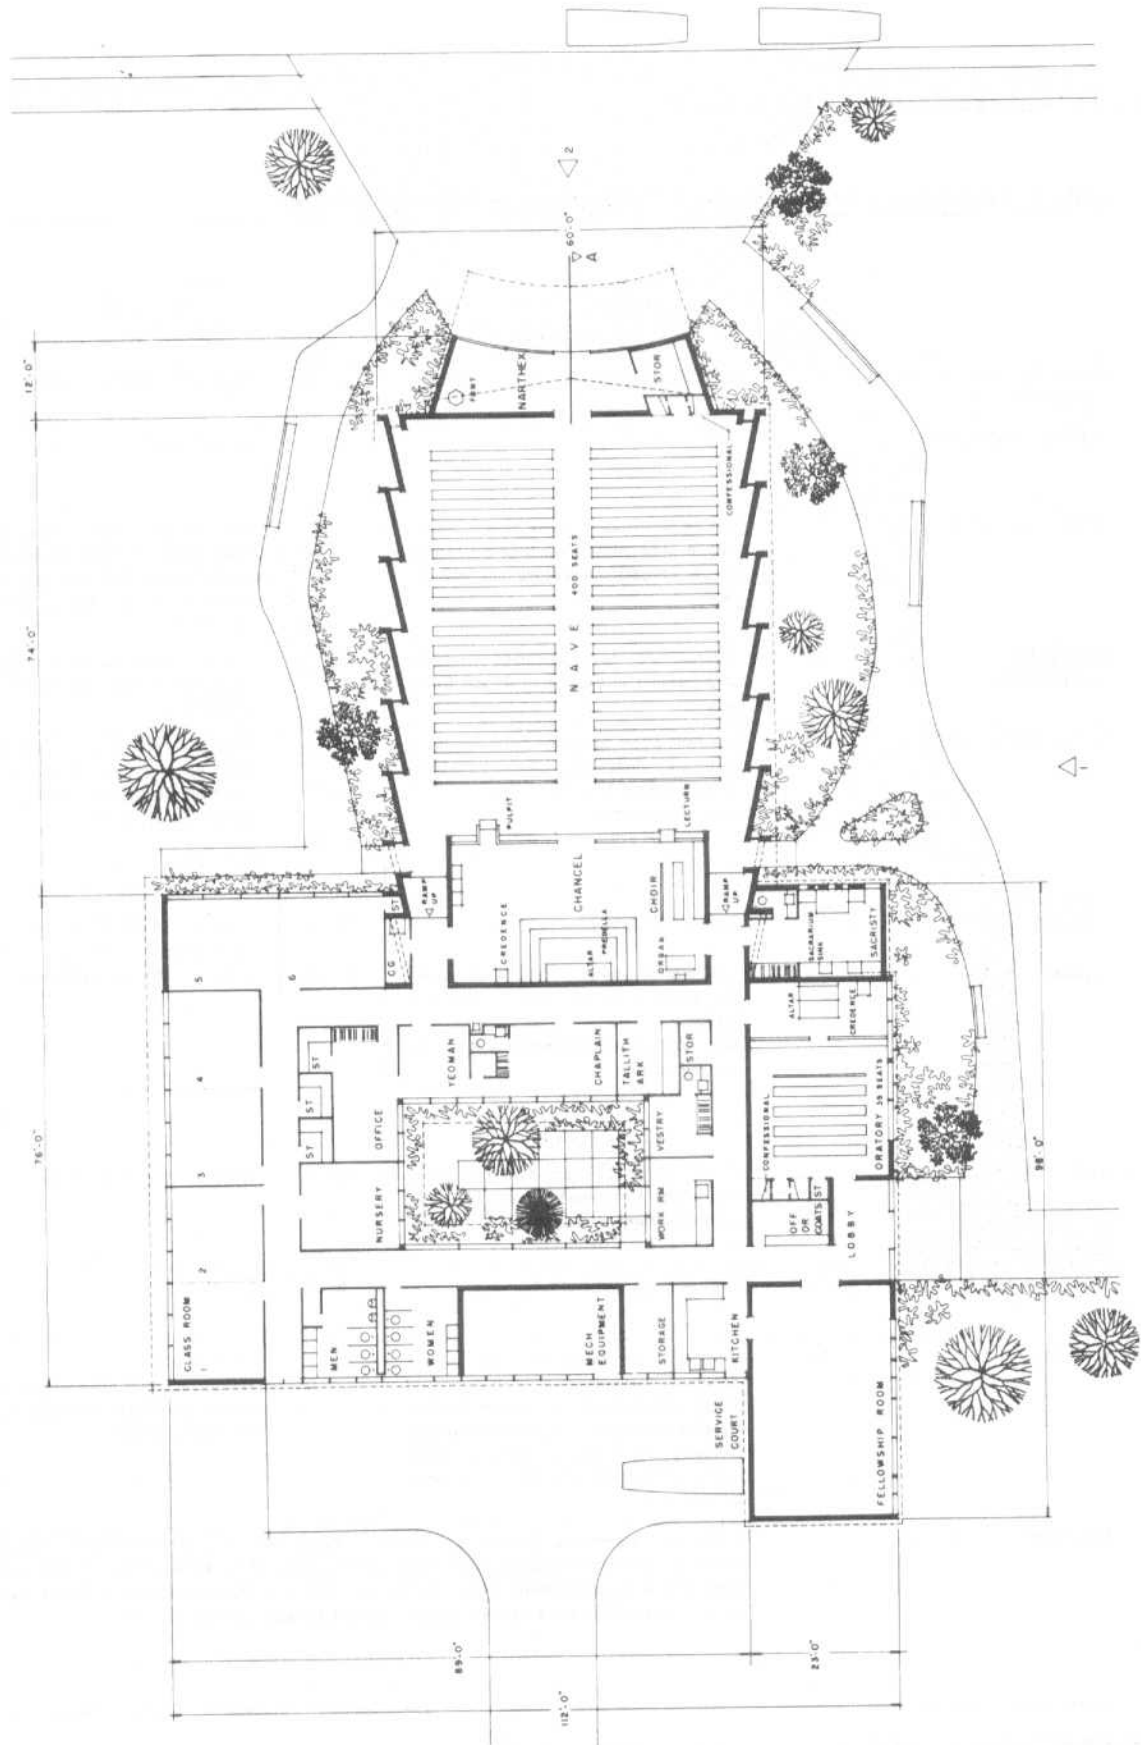 2
60'-0"
A
12'-0"
FONT
NARTHEX
STOR
CONFESSIONAL
NAVE
400 SEATS
74'-0"
1
PULPIT
LECTURN
RAMP UP
CHANCEL
CREDENCE
CHOIR
ALTAR
PREDELLA
ORGAN
RAMP UP
SACRARIUM
SINK
SACRISTY
ST
CG
5
6
4
3
2
1
CLASS ROOM
ST
ST
ST
OFFICE
NURSERY
YEOMAN
CHAPLAIN
TALLITH
ARK
STOR
VESTRY
WORK RM
ALTAR
CREDENCE
CONFESSIONAL
ORATORY 35 SEATS
OFF
OR
COATS
ST
LOBBY
76'-0"
98'-0"
MEN
WOMEN
MECH
EQUIPMENT
STORAGE
KITCHEN
SERVICE
COURT
FELLOWSHIP ROOM
89'-0"
23'-0"
112'-0"